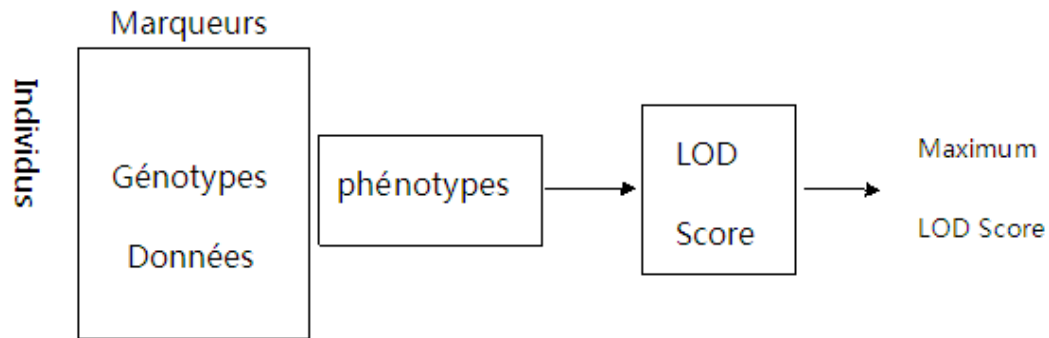 Marqueurs
Individus
Génotypes
Données
phénotypes
LOD
Score
Maximum
LOD Score